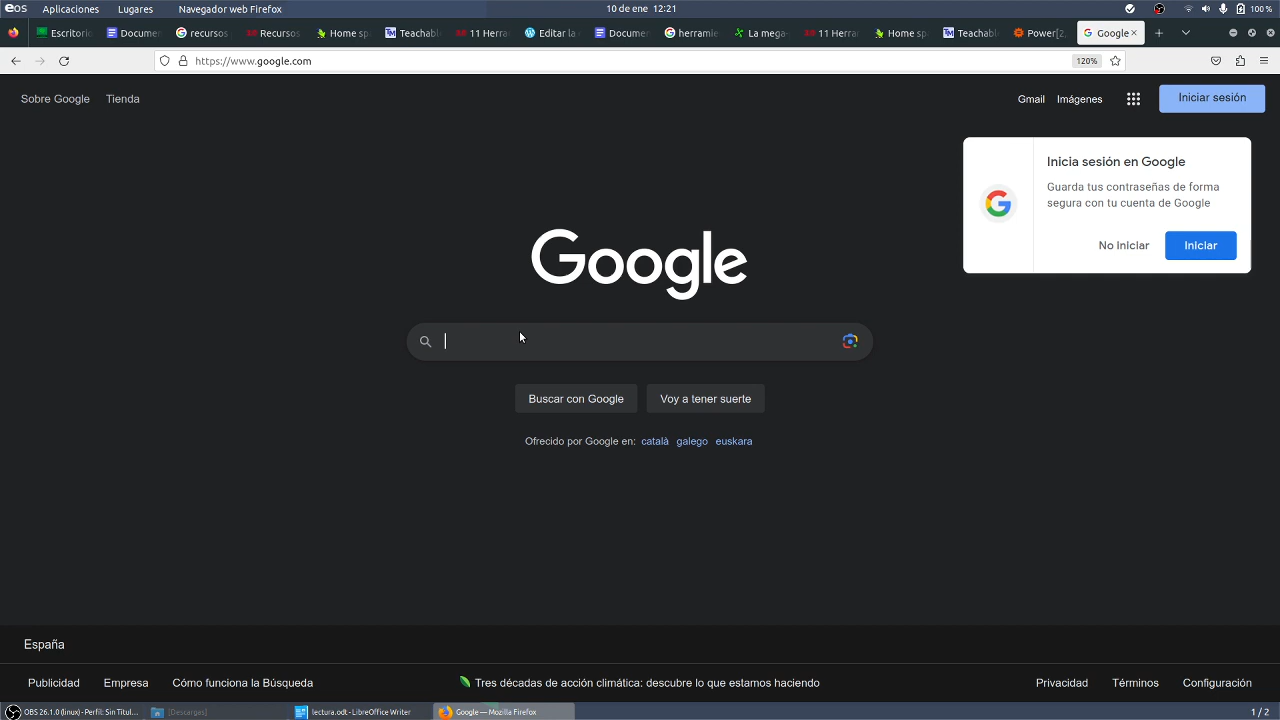 eos Aplicaciones Lugares Navegador web Firefox 10 de ene 12:21 100 %
Escritorio Docume recursos Recursos Home sp Teachabl 11 Herra Editar la Docume herramie La mega- 11 Herra Home sp Teachabl Power[2, Google
https://www.google.com 120%
Sobre Google Tienda Gmail Imágenes Iniciar sesión
Inicia sesión en Google
Guarda tus contraseñas de forma
segura con tu cuenta de Google
No iniciar Iniciar
Google
Buscar con Google Voy a tener suerte
Ofrecido por Google en: català galego euskara
España
Publicidad Empresa Cómo funciona la Búsqueda Tres décadas de acción climática: descubre lo que estamos haciendo Privacidad Términos Configuración
OBS 26.1.0 (linux) - Perfil: Sin Titul... [Descargas] lectura.odt - LibreOffice Writer Google — Mozilla Firefox 1 / 2